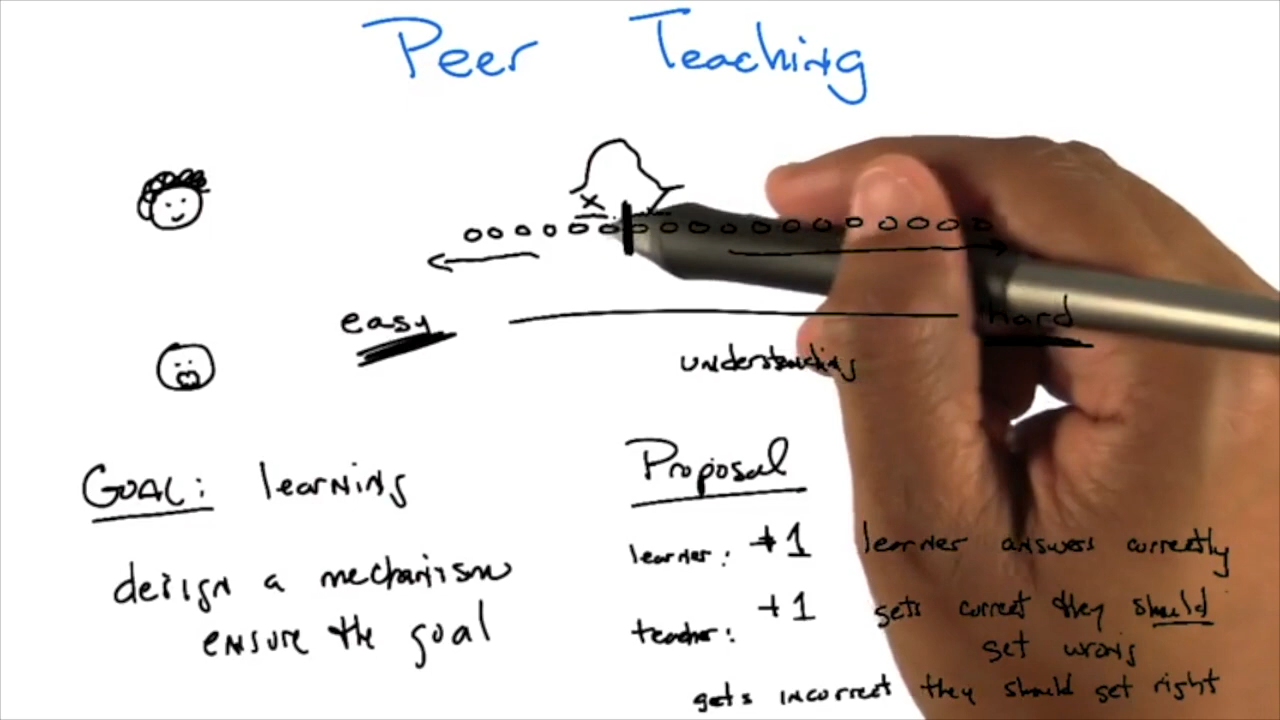 Peer Teaching
x
easy
hard
understanding
GOAL: learning
design a mechanism
ensure the goal
Proposal
learner: +1 learner answers correctly
teacher: +1 gets correct they should
get wrong
gets incorrect they should get right